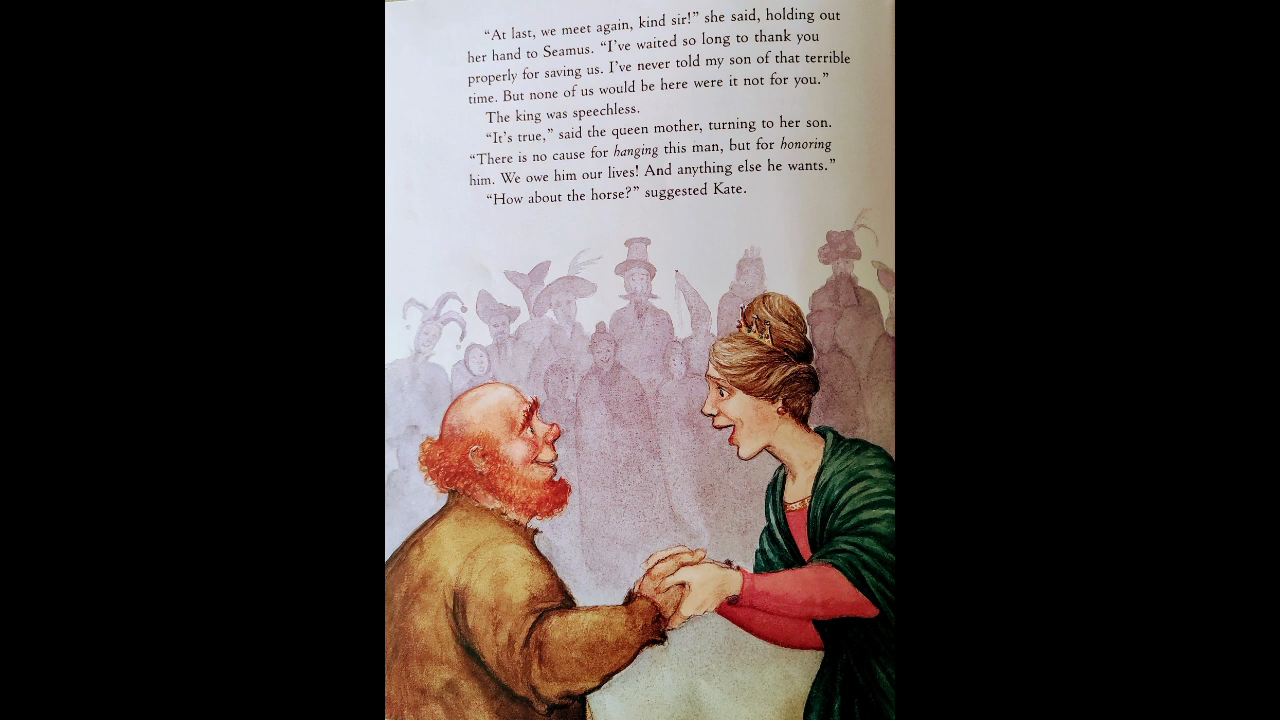 “At last, we meet again, kind sir!” she said, holding out
her hand to Seamus. “I’ve waited so long to thank you
properly for saving us. I’ve never told my son of that terrible
time. But none of us would be here were it not for you.”
The king was speechless.
“It’s true,” said the queen mother, turning to her son.
“There is no cause for hanging this man, but for honoring
him. We owe him our lives! And anything else he wants.”
“How about the horse?” suggested Kate.